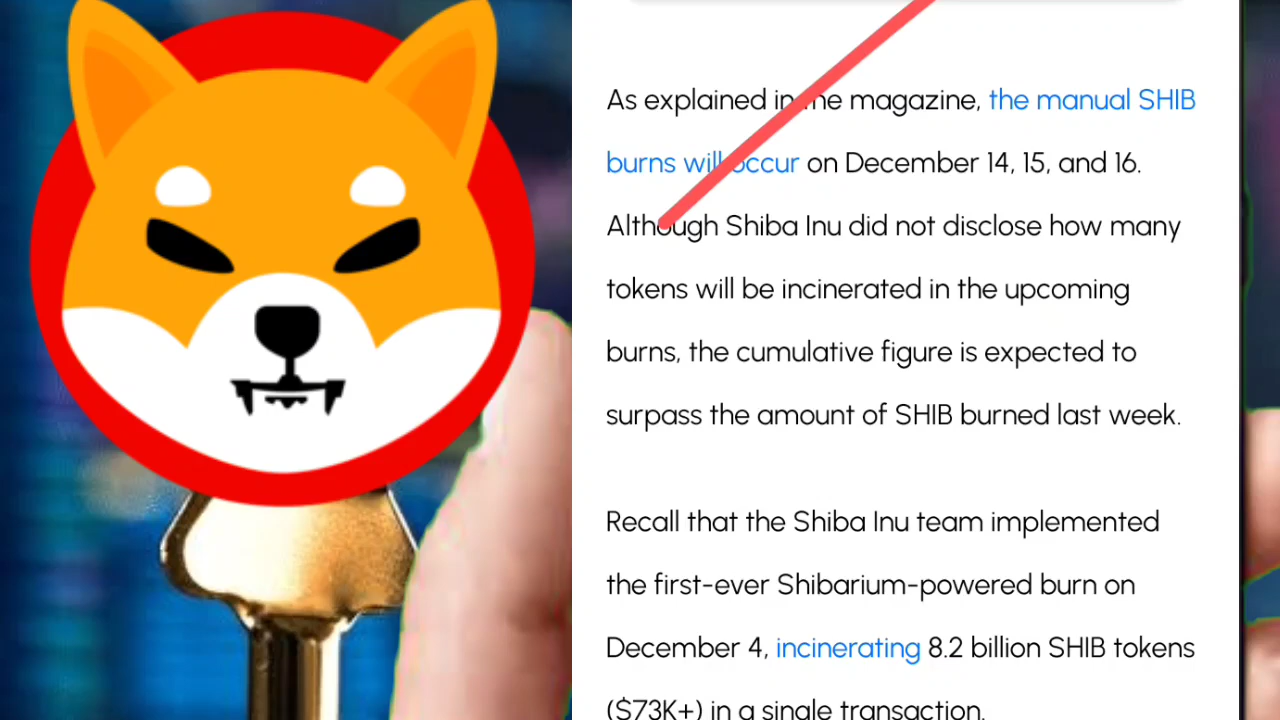 As explained in the magazine, the manual SHIB
burns will occur on December 14, 15, and 16.
Although Shiba Inu did not disclose how many
tokens will be incinerated in the upcoming
burns, the cumulative figure is expected to
surpass the amount of SHIB burned last week.
Recall that the Shiba Inu team implemented
the first-ever Shibarium-powered burn on
December 4, incinerating 8.2 billion SHIB tokens
($73K+) in a single transaction.